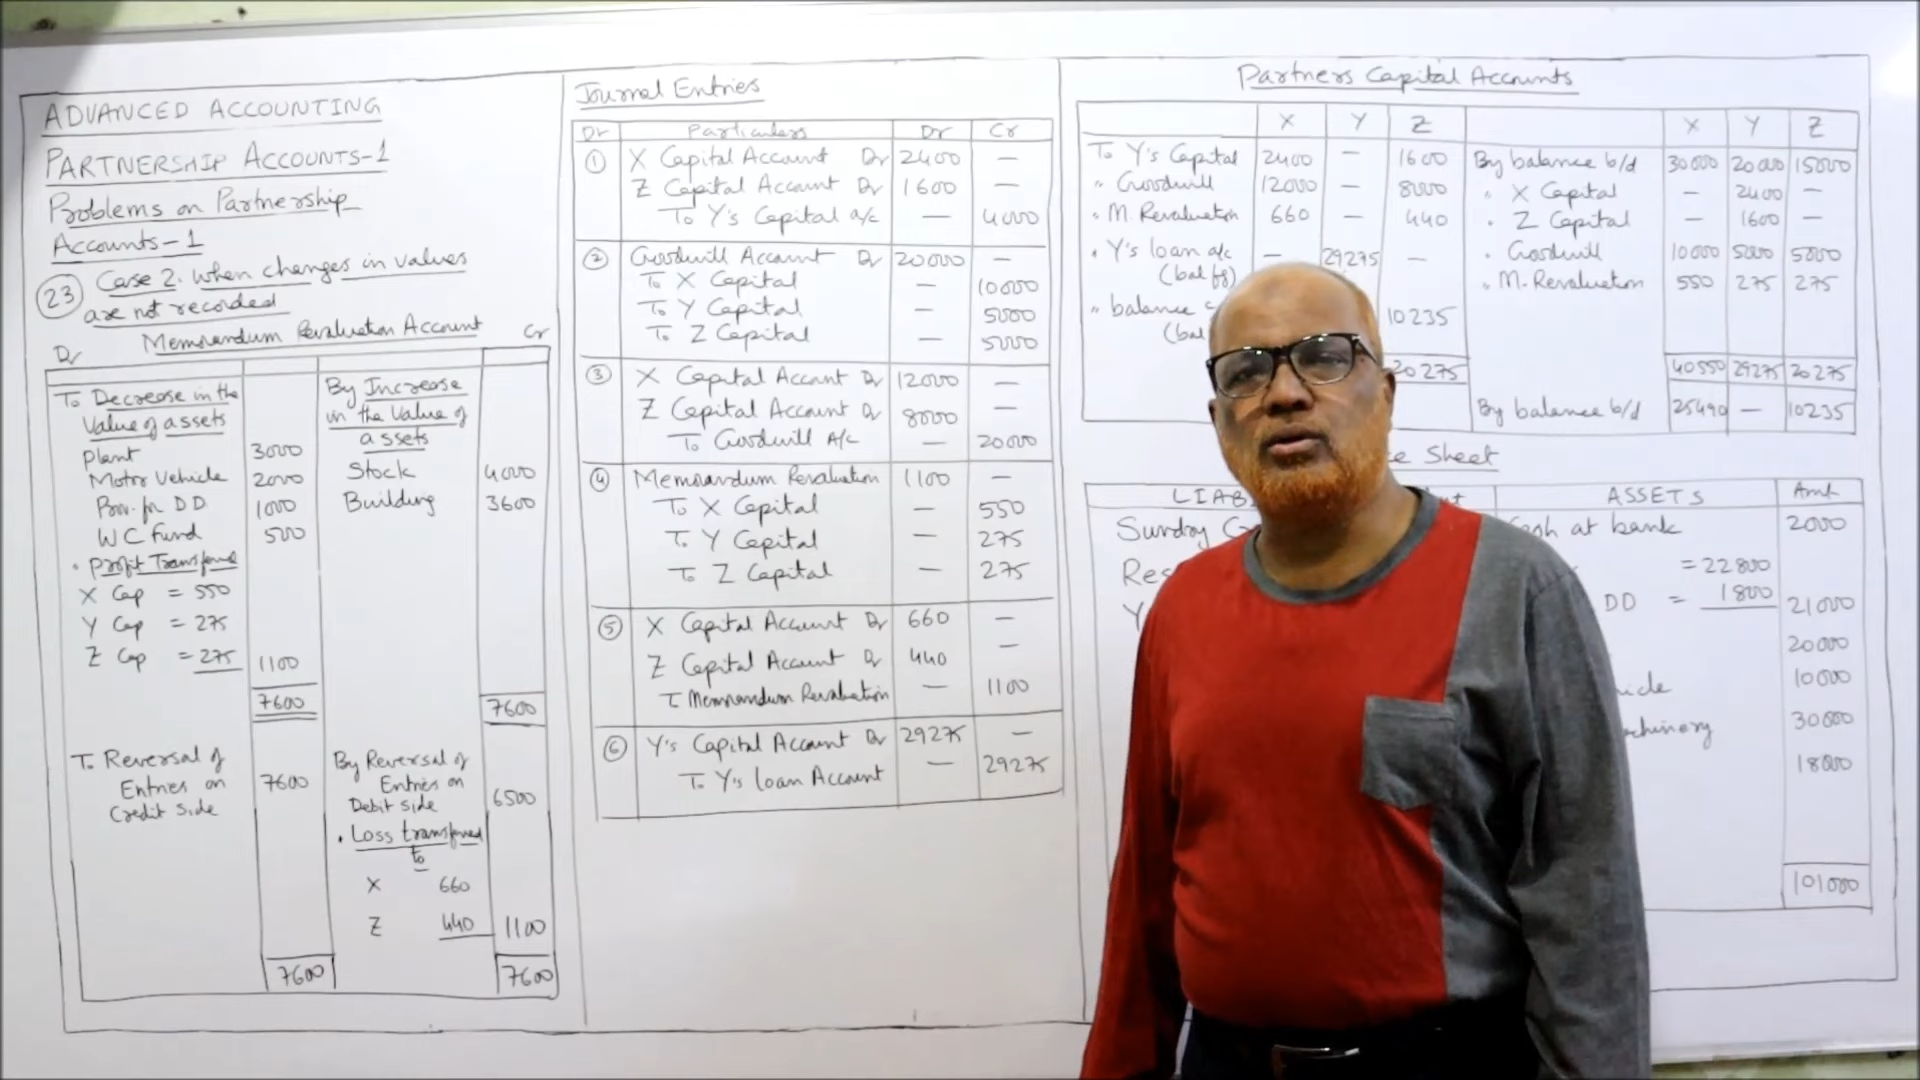 ADVANCED ACCOUNTING
PARTNERSHIP ACCOUNTS-1
Problems on Partnership
Accounts-1
23 Case 2. when changes in values
are not recorded
Memorandum Revaluation Account
Dr Cr
To Decrease in the
Value of assets
Plant 3000
Motor Vehicle 2000
Prov. for DD 1000
WC Fund 500
Profit Transferred
X Cap = 550
Y Cap = 275
Z Cap = 275 1100
7600
To Reversal of
Entries on 7600
Credit side
7600
By Increase
in the Value of
assets
Stock 4000
Building 3600
7600
By Reversal of
Entries on
Debit side 6500
Loss transferred
to
X 660
Z 440 1100
7600
Journal Entries
Dr Particulars Dr Cr
1 X Capital Account Dr 2400 —
Z Capital Account Dr 1600 —
To Y's Capital a/c — 4000
2 Goodwill Account Dr 20000 —
To X Capital — 10000
To Y Capital — 5000
To Z Capital — 5000
3 X Capital Account Dr 12000 —
Z Capital Account Dr 8000 —
To Goodwill A/c — 20000
4 Memorandum Revaluation 1100 —
To X Capital — 550
To Y Capital — 275
To Z Capital — 275
5 X Capital Account Dr 660 —
Z Capital Account Dr 440 —
To Memorandum Revaluation — 1100
6 Y's Capital Account Dr 29275 —
To Y's loan Account — 29275
Partners Capital Accounts
X Y Z X Y Z
To Y's Capital 2400 — 1600 By balance b/d 30000 20000 15000
" Goodwill 12000 — 8000 " X Capital — 2400 —
" M. Revaluation 660 — 440 " Z Capital — 1600 —
" Y's loan a/c — 29275 — " Goodwill 10000 5000 5000
(bal fg) " M. Revaluation 550 275 275
" balance 10235
(bal
20275 40550 29275 20275
By balance b/d 25490 — 10235
Sheet
ASSETS Amt
Sundry
at bank 2000
= 22800
DD = 1800 21000
20000
10000
30000
18000
101000